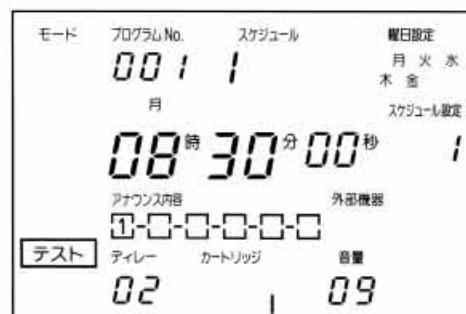 モード プログラムNo. スケジュール 曜日設定
001 1 月 火 水
木 金
月 スケジュール設定
08時30分00秒 1
アナウンス内容 外部機器
1-□-□-□-□-□
テスト ディレー カートリッジ 音量
02 09